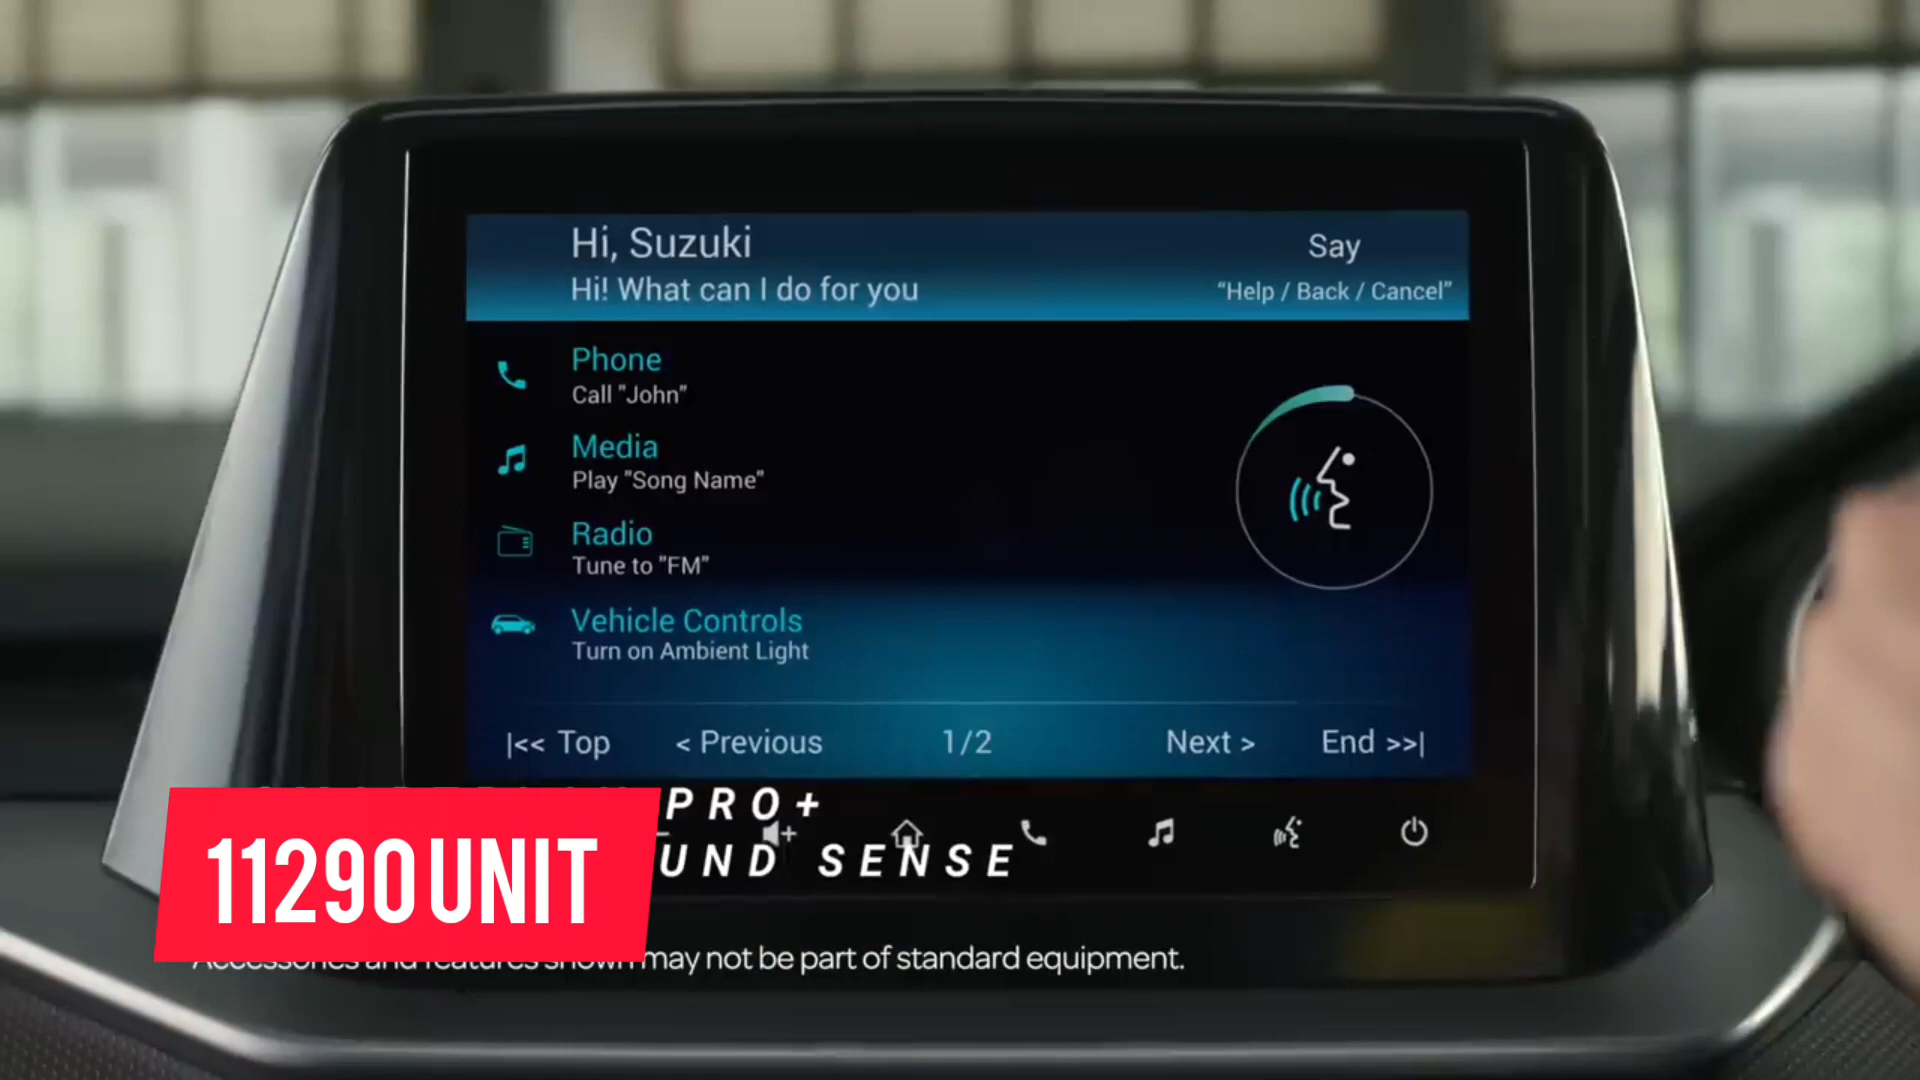 Hi, Suzuki
Say
Hi! What can I do for you
“Help / Back / Cancel”
Phone
Call "John"
Media
Play "Song Name"
Radio
Tune to "FM"
Vehicle Controls
Turn on Ambient Light
|<< Top < Previous 1/2 Next > End >>|
PRO+
SENSE
11290 UNIT
may not be part of standard equipment.